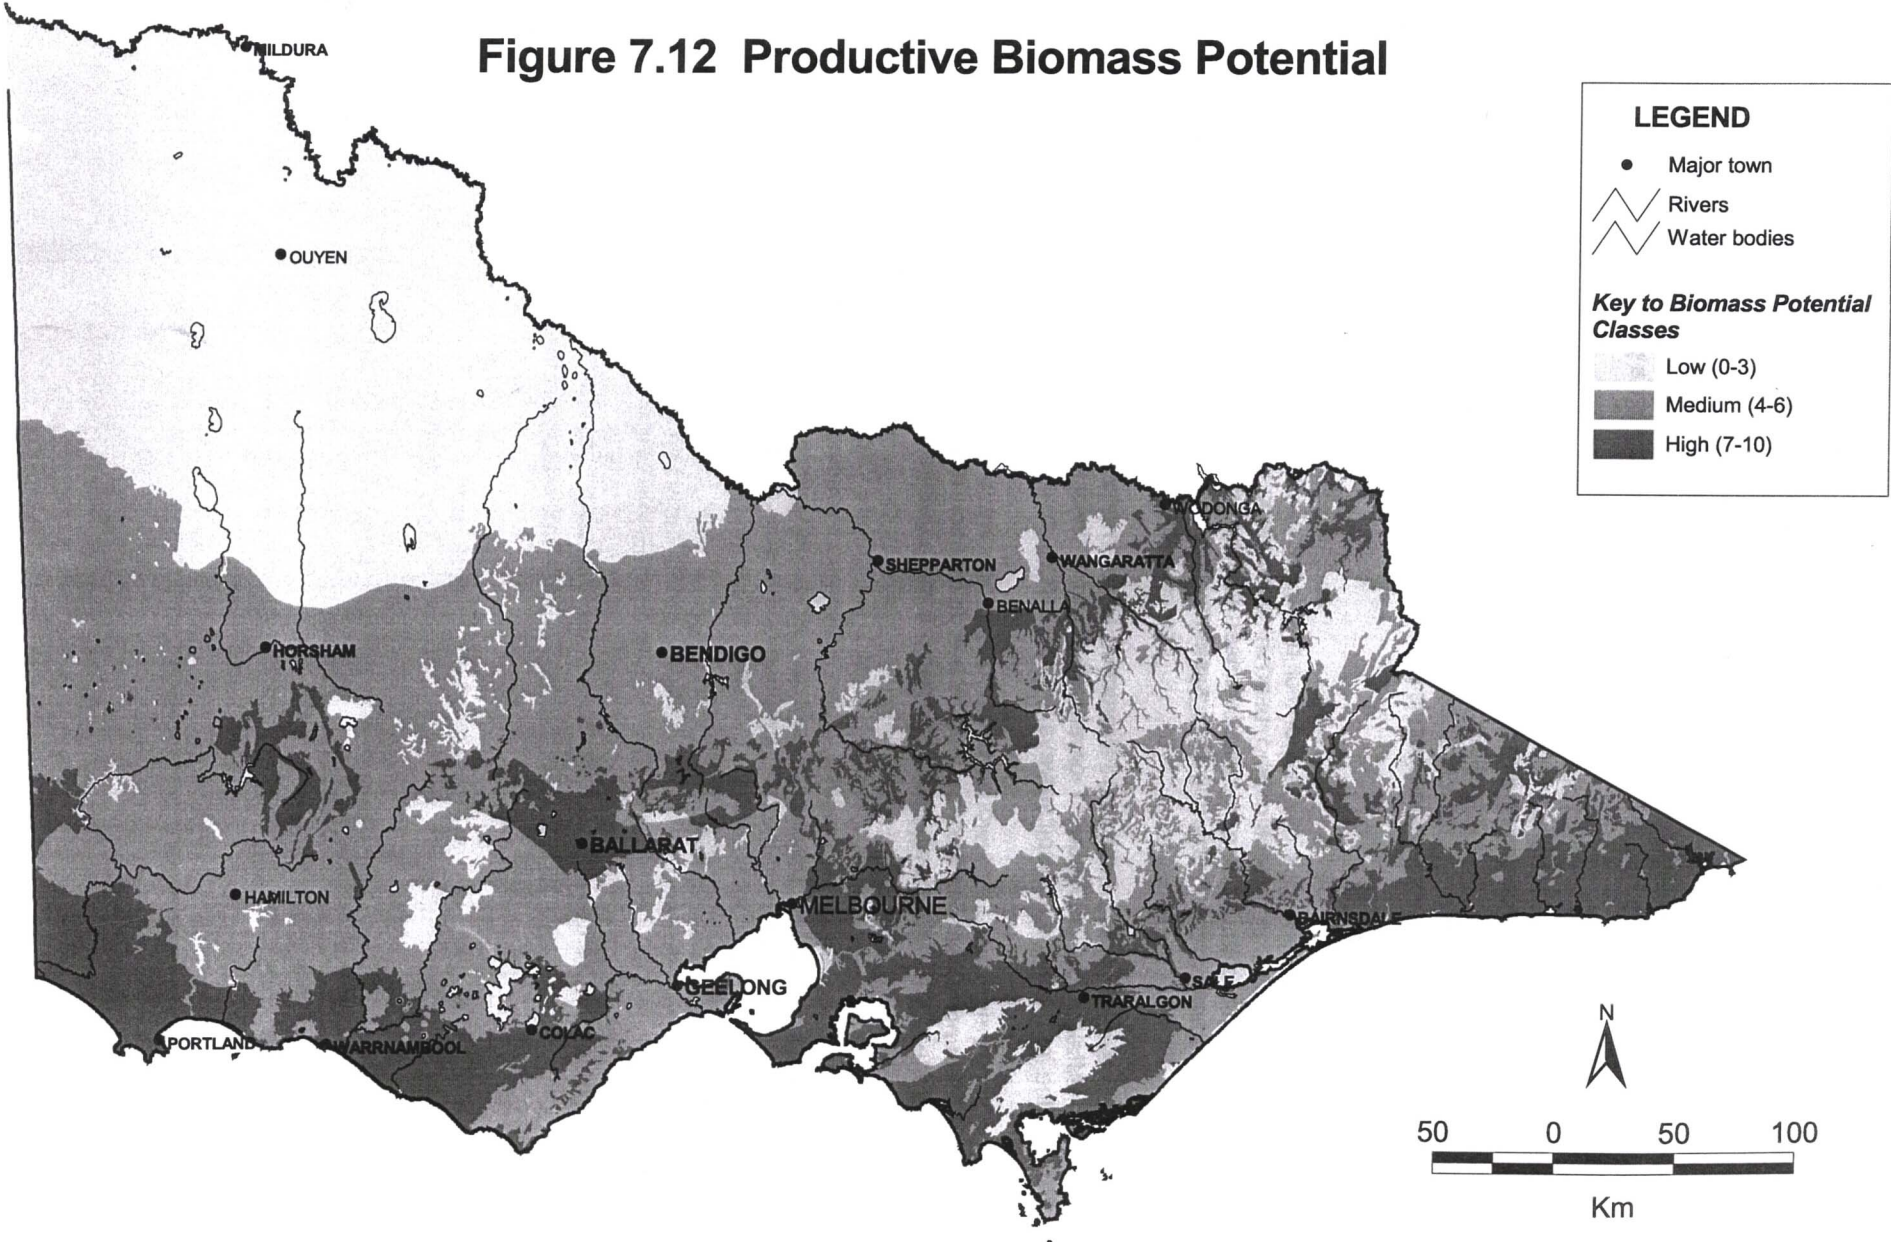 Figure 7.12 Productive Biomass Potential
MILDURA
LEGEND
Major town
Rivers
Water bodies
OUYEN
Key to Biomass Potential
Classes
Low (0-3)
Medium (4-6)
High (7-10)
WODONGA
SHEPPARTON
WANGARATTA
BENALLA
HORSHAM
BENDIGO
BALLARAT
HAMILTON
MELBOURNE
BAIRNSDALE
GEELONG
SALE
TRARALGON
COLAC
PORTLAND
WARRNAMBOOL
N
50 0 50 100
Km